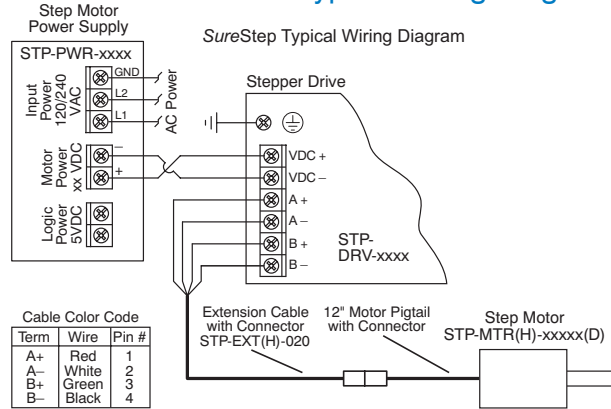 Step Motor
Power Supply
SureStep Typical Wiring Diagram
STP-PWR-xxxx
Input
Power
120/240
VAC
GND
L2
L1
AC Power
Motor
Power
xx VDC
–
+
Logic
Power
5VDC
Stepper Drive
VDC +
VDC –
A +
A –
B +
B –
STP-
DRV-xxxx
Cable Color Code
Term Wire Pin #
A+ Red 1
A– White 2
B+ Green 3
B– Black 4
Extension Cable
with Connector
STP-EXT(H)-020
12" Motor Pigtail
with Connector
Step Motor
STP-MTR(H)-xxxxx(D)